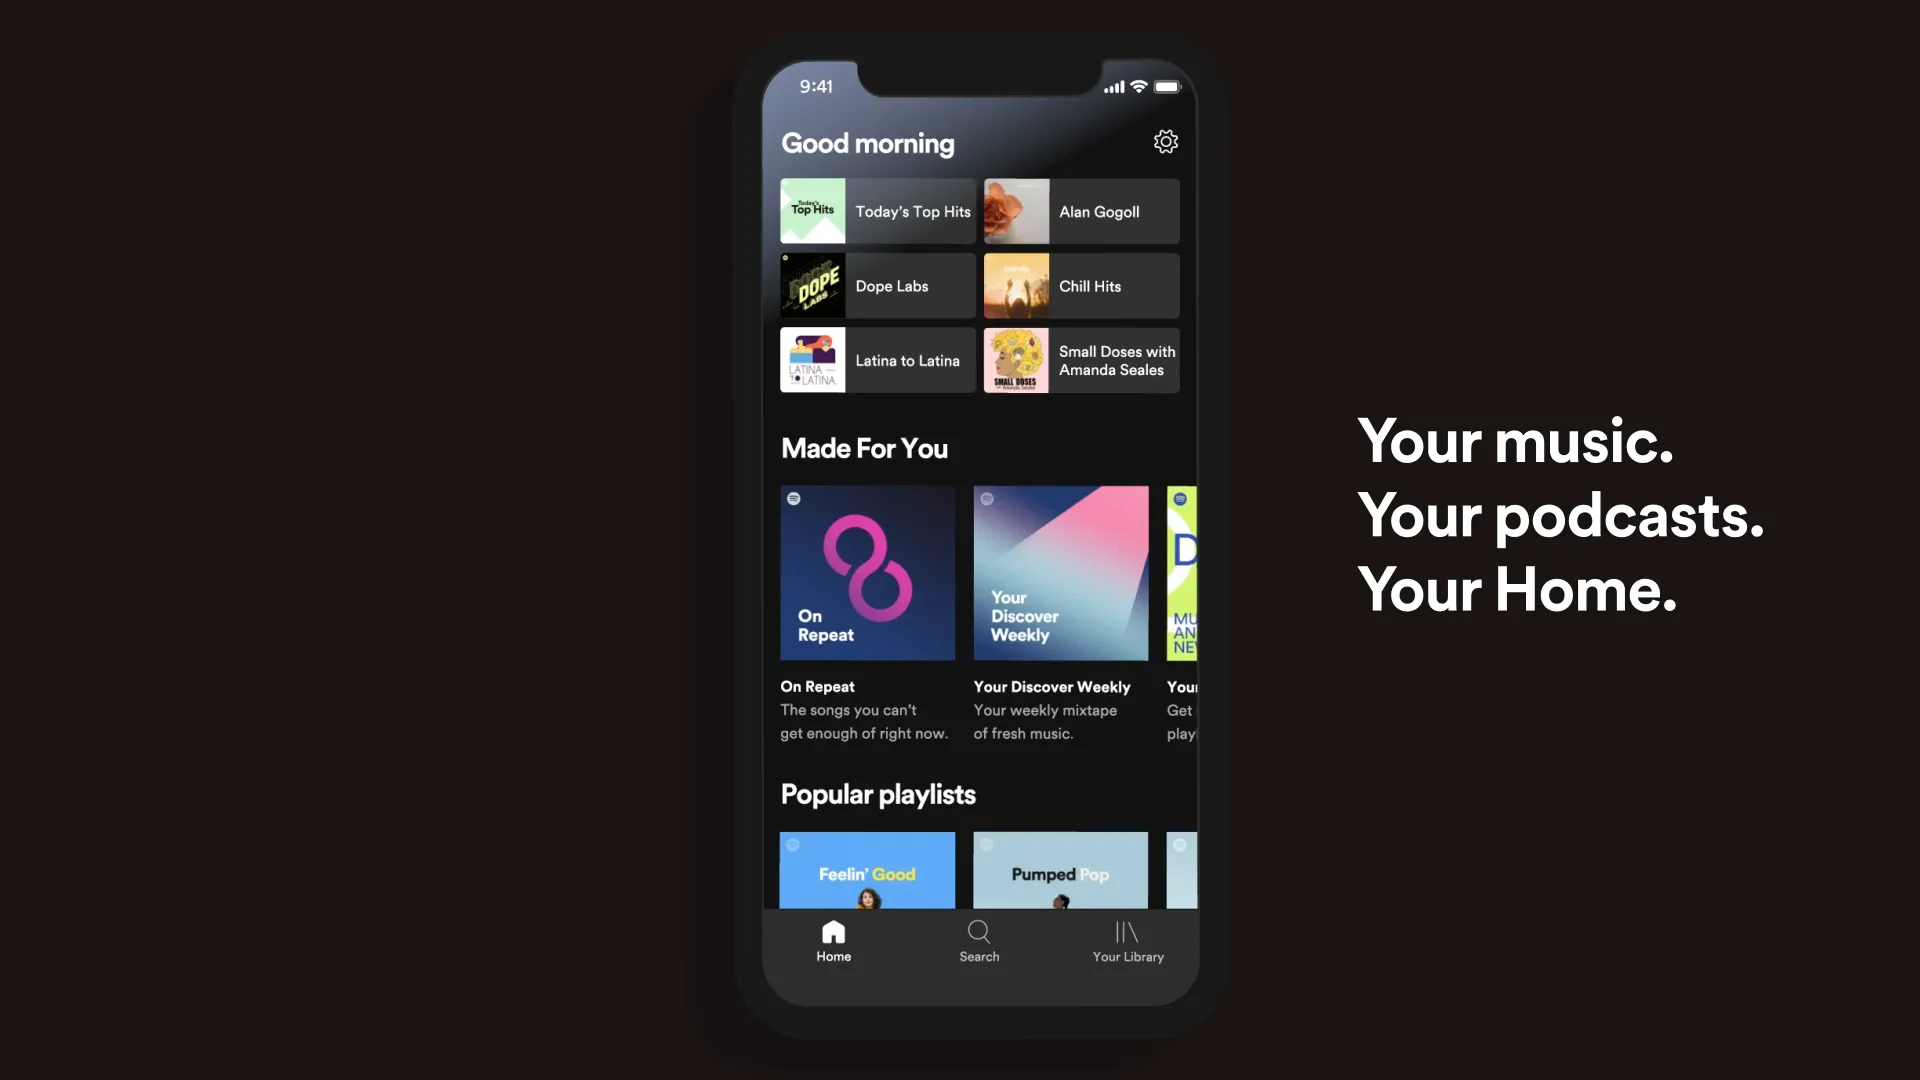 9:41
Good morning
Today's
Top Hits
Today's Top Hits
Alan Gogoll
DOPE
LABS
Dope Labs
Chill Hits
Chill Hits
LATINA
TO LATINA
Latina to Latina
SMALL DOSES
Small Doses with
Amanda Seales
Made For You
On
Repeat
Your
Discover
Weekly
D
MU
AN
NEW
On Repeat
The songs you can't
get enough of right now.
Your Discover Weekly
Your weekly mixtape
of fresh music.
Your
Get
play
Popular playlists
Feelin' Good
Pumped Pop
Home
Search
Your Library
Your music.
Your podcasts.
Your Home.